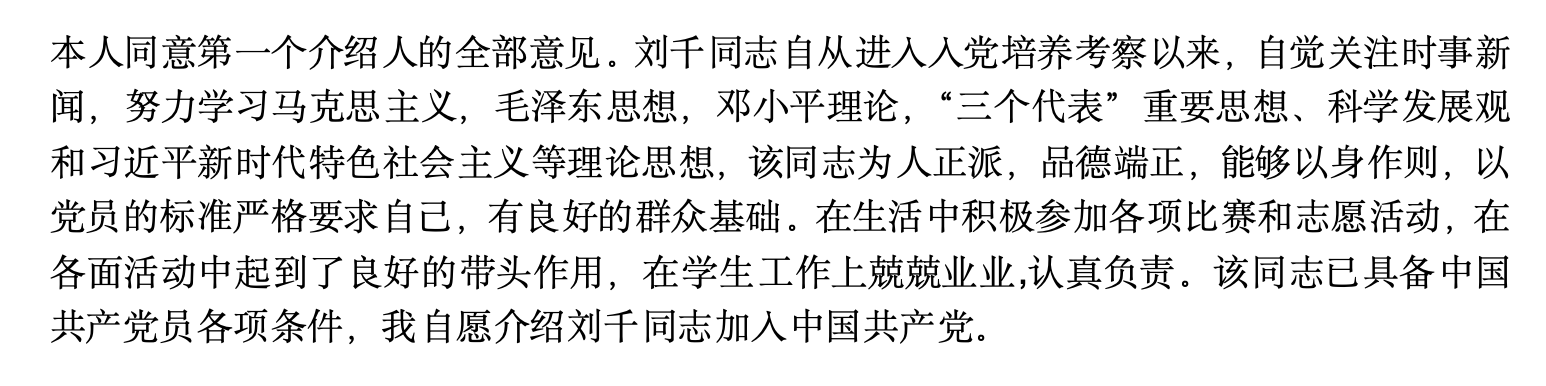 本人同意第一个介绍人的全部意见。刘千同志自从进入入党培养考察以来，自觉关注时事新
闻，努力学习马克思主义，毛泽东思想，邓小平理论，“三个代表”重要思想、科学发展观
和习近平新时代特色社会主义等理论思想，该同志为人正派，品德端正，能够以身作则，以
党员的标准严格要求自己，有良好的群众基础。在生活中积极参加各项比赛和志愿活动，在
各面活动中起到了良好的带头作用，在学生工作上兢兢业业,认真负责。该同志已具备中国
共产党员各项条件，我自愿介绍刘千同志加入中国共产党。